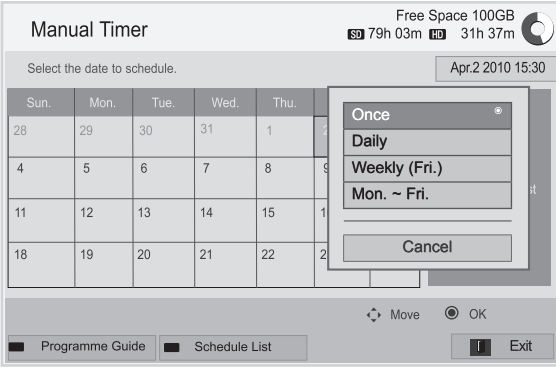 Manual Timer
Free Space 100GB
SD 79h 03m HD 31h 37m
Select the date to schedule.
Apr.2 2010 15:30
Sun. Mon. Tue. Wed. Thu.
28 29 30 31 1
4 5 6 7 8
11 12 13 14 15
18 19 20 21 22
Once
Daily
Weekly (Fri.)
Mon. ~ Fri.
Cancel
Move OK
Programme Guide Schedule List Exit